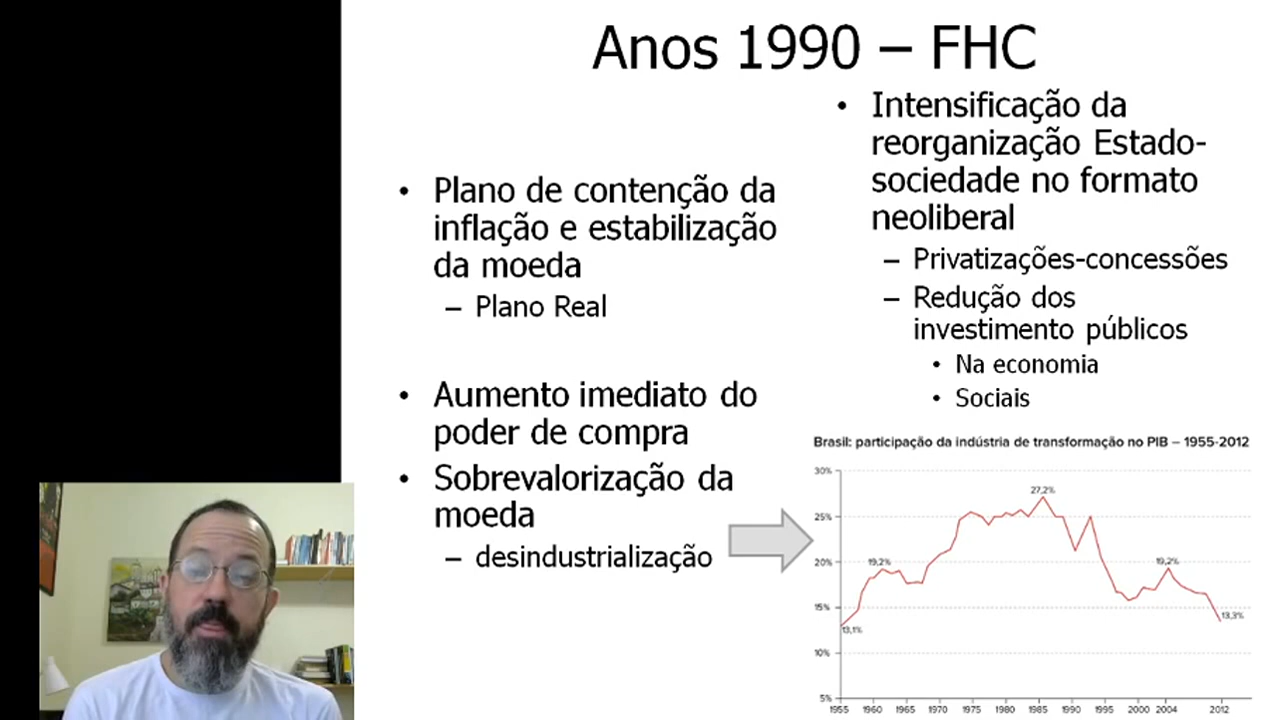 Anos 1990 – FHC
• Plano de contenção da
inflação e estabilização
da moeda
– Plano Real
• Aumento imediato do
poder de compra
• Sobrevalorização da
moeda
– desindustrialização
• Intensificação da
reorganização Estado-
sociedade no formato
neoliberal
– Privatizações-concessões
– Redução dos
investimento públicos
• Na economia
• Sociais
Brasil: participação da indústria de transformação no PIB – 1955-2012
30%
25%
20%
15%
10%
5%
13,1%
19,2%
27,2%
19,2%
13,3%
1955 1960 1965 1970 1975 1980 1985 1990 1995 2000 2004 2012